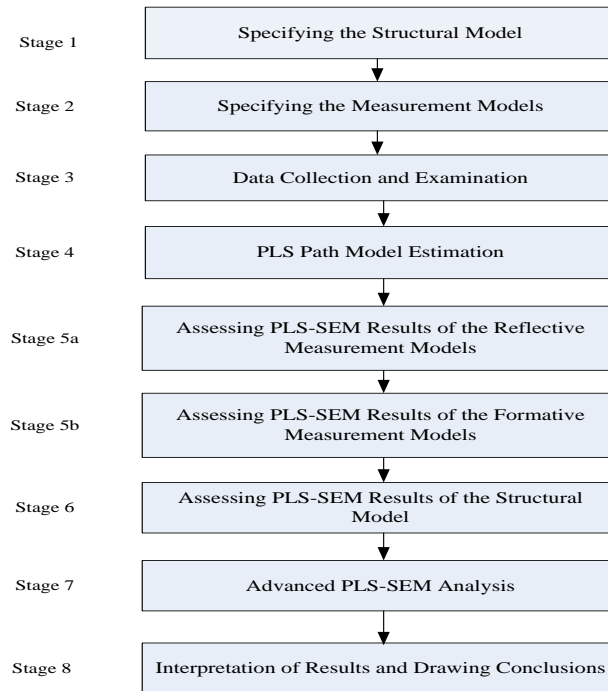 Stage 1
Specifying the Structural Model
Stage 2
Specifying the Measurement Models
Stage 3
Data Collection and Examination
Stage 4
PLS Path Model Estimation
Stage 5a
Assessing PLS-SEM Results of the Reflective
Measurement Models
Stage 5b
Assessing PLS-SEM Results of the Formative
Measurement Models
Stage 6
Assessing PLS-SEM Results of the Structural
Model
Stage 7
Advanced PLS-SEM Analysis
Stage 8
Interpretation of Results and Drawing Conclusions